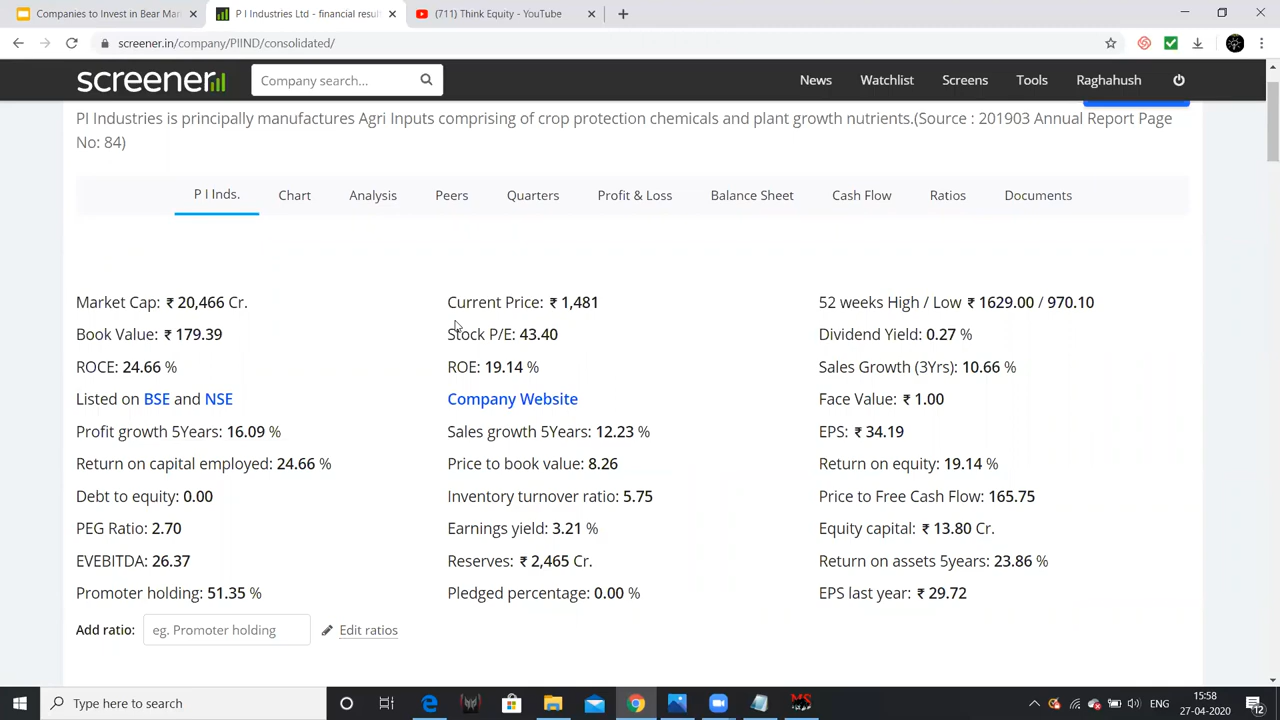 Companies to Invest in Bear Mar
P I Industries Ltd - financial resul
(711) Think Equity - YouTube
screener.in/company/PIIND/consolidated/
screener
Company search...
News
Watchlist
Screens
Tools
Raghahush
PI Industries is principally manufactures Agri Inputs comprising of crop protection chemicals and plant growth nutrients.(Source : 201903 Annual Report Page
No: 84)
P I Inds.
Chart
Analysis
Peers
Quarters
Profit & Loss
Balance Sheet
Cash Flow
Ratios
Documents
Market Cap: ₹ 20,466 Cr.
Current Price: ₹ 1,481
52 weeks High / Low ₹ 1629.00 / 970.10
Book Value: ₹ 179.39
Stock P/E: 43.40
Dividend Yield: 0.27 %
ROCE: 24.66 %
ROE: 19.14 %
Sales Growth (3Yrs): 10.66 %
Listed on BSE and NSE
Company Website
Face Value: ₹ 1.00
Profit growth 5Years: 16.09 %
Sales growth 5Years: 12.23 %
EPS: ₹ 34.19
Return on capital employed: 24.66 %
Price to book value: 8.26
Return on equity: 19.14 %
Debt to equity: 0.00
Inventory turnover ratio: 5.75
Price to Free Cash Flow: 165.75
PEG Ratio: 2.70
Earnings yield: 3.21 %
Equity capital: ₹ 13.80 Cr.
EVEBITDA: 26.37
Reserves: ₹ 2,465 Cr.
Return on assets 5years: 23.86 %
Promoter holding: 51.35 %
Pledged percentage: 0.00 %
EPS last year: ₹ 29.72
Add ratio:
eg. Promoter holding
Edit ratios
Type here to search
ENG
15:58
27-04-2020
12